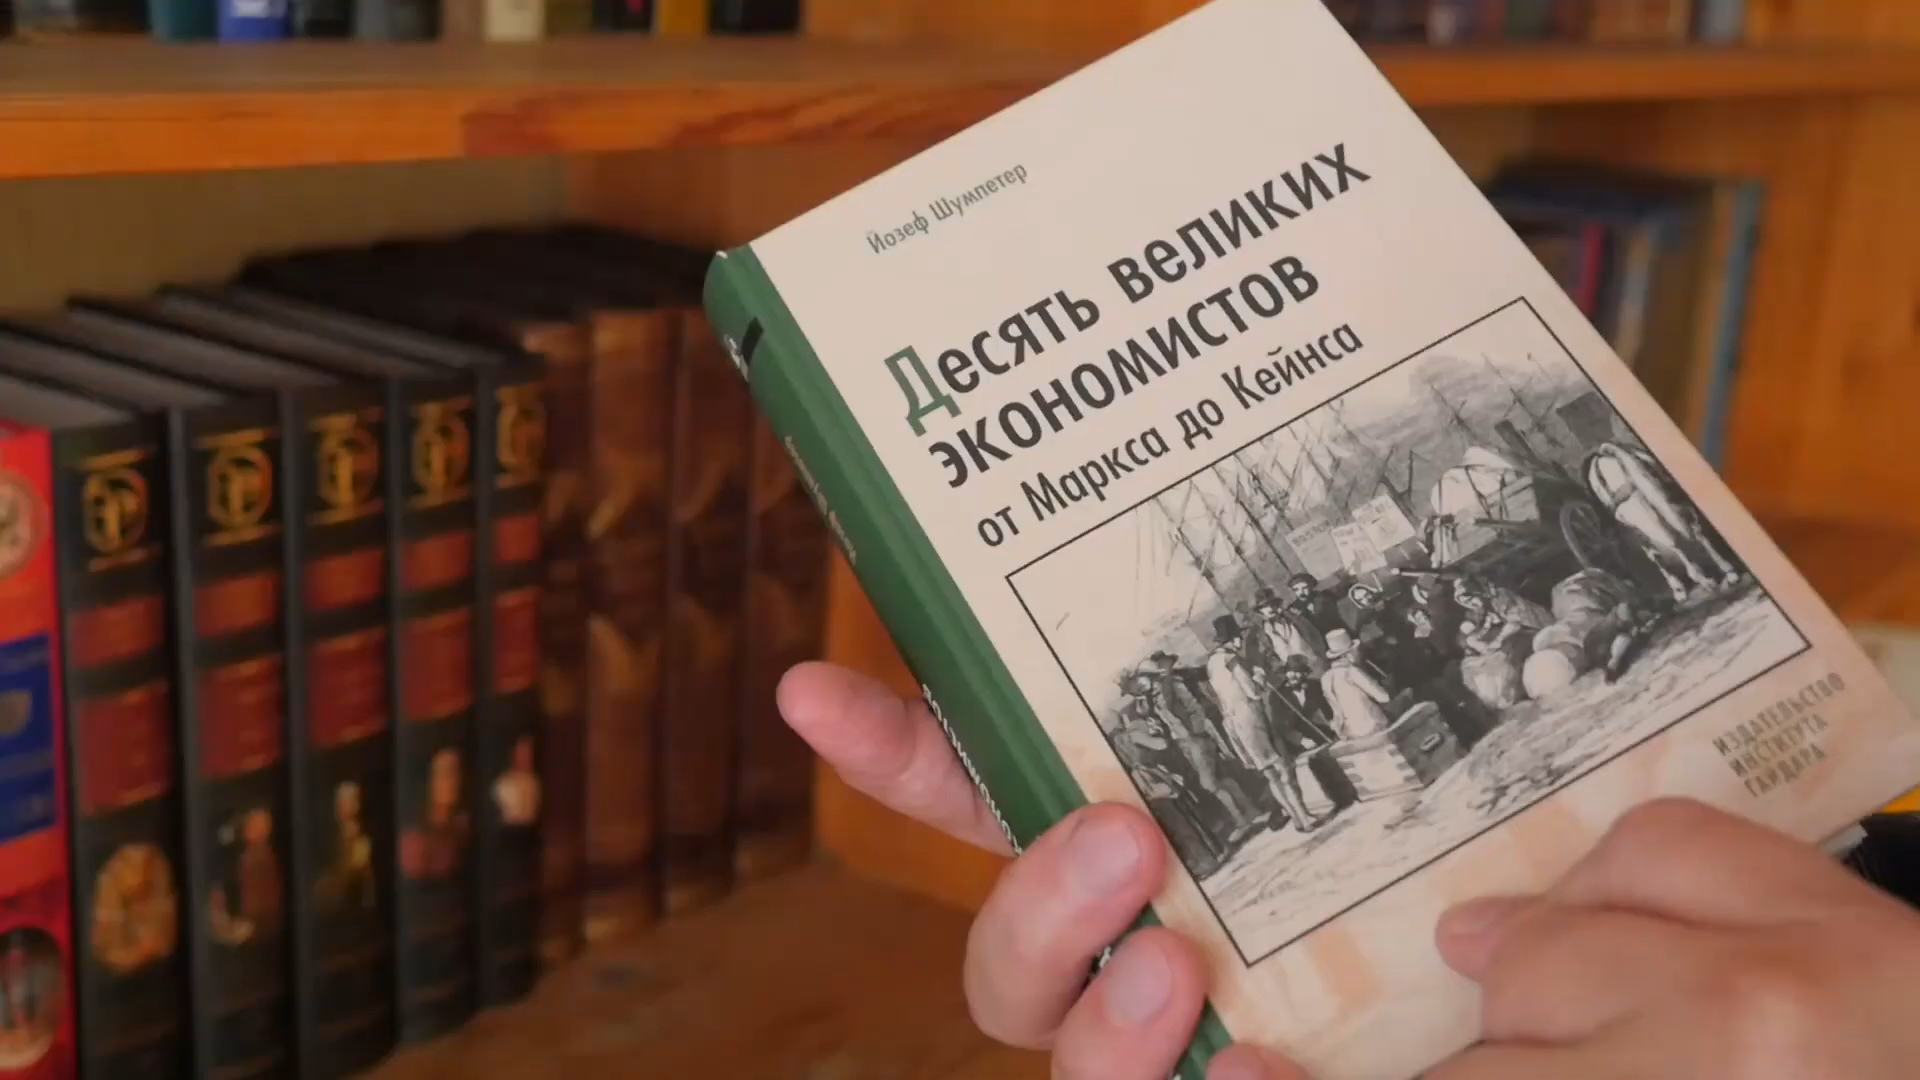 Йозеф Шумпетер
Десять великих
экономистов
от Маркса до Кейнса
ИЗДАТЕЛЬСТВО
ИНСТИТУТА
ГАЙДАРА